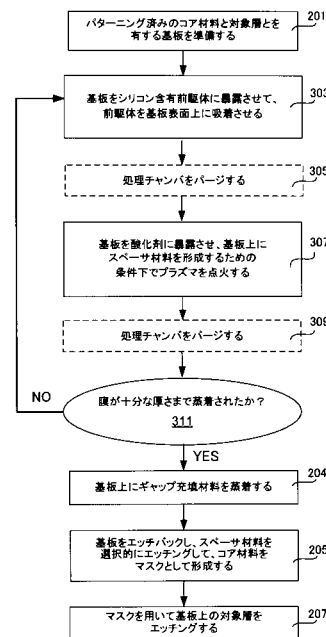 パターニング済みのコア材料と対象層とを
有する基板を準備する
201
基板をシリコン含有前駆体に暴露させて、
前駆体を基板表面上に吸着させる
303
処理チャンバをパージする
305
基板を酸化剤に暴露させ、基板上に
スペーサ材料を形成するための
条件下でプラズマを点火する
307
処理チャンバをパージする
309
腹が十分な厚さまで蒸着されたか?
311
NO
YES
基板上にギャップ充填材料を蒸着する
204
基板をエッチバックし、スペーサ材料を
選択的にエッチングして、コア材料を
マスクとして形成する
205
マスクを用いて基板上の対象層を
エッチングする
207